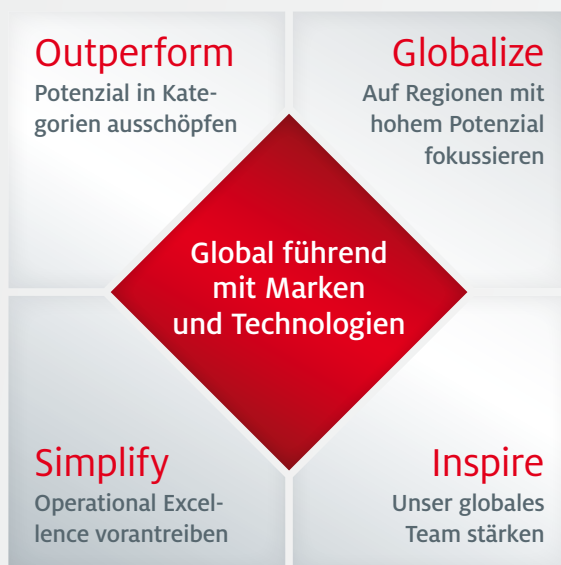 Outperform
Potenzial in Kate-
gorien ausschöpfen
Globalize
Auf Regionen mit
hohem Potenzial
fokussieren
Global führend
mit Marken
und Technologien
Simplify
Operational Excel-
lence vorantreiben
Inspire
Unser globales
Team stärken